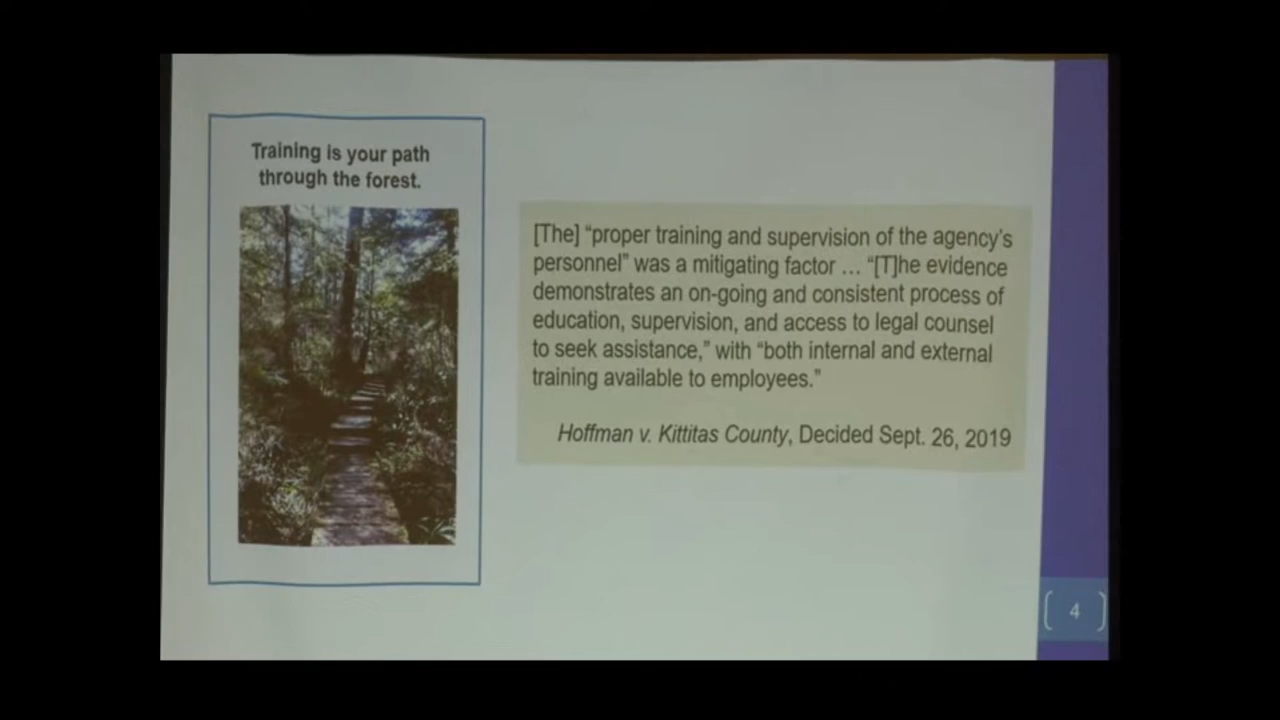 Training is your path
through the forest.
[The] “proper training and supervision of the agency’s
personnel” was a mitigating factor … “[T]he evidence
demonstrates an on-going and consistent process of
education, supervision, and access to legal counsel
to seek assistance,” with “both internal and external
training available to employees.”
Hoffman v. Kittitas County, Decided Sept. 26, 2019
4